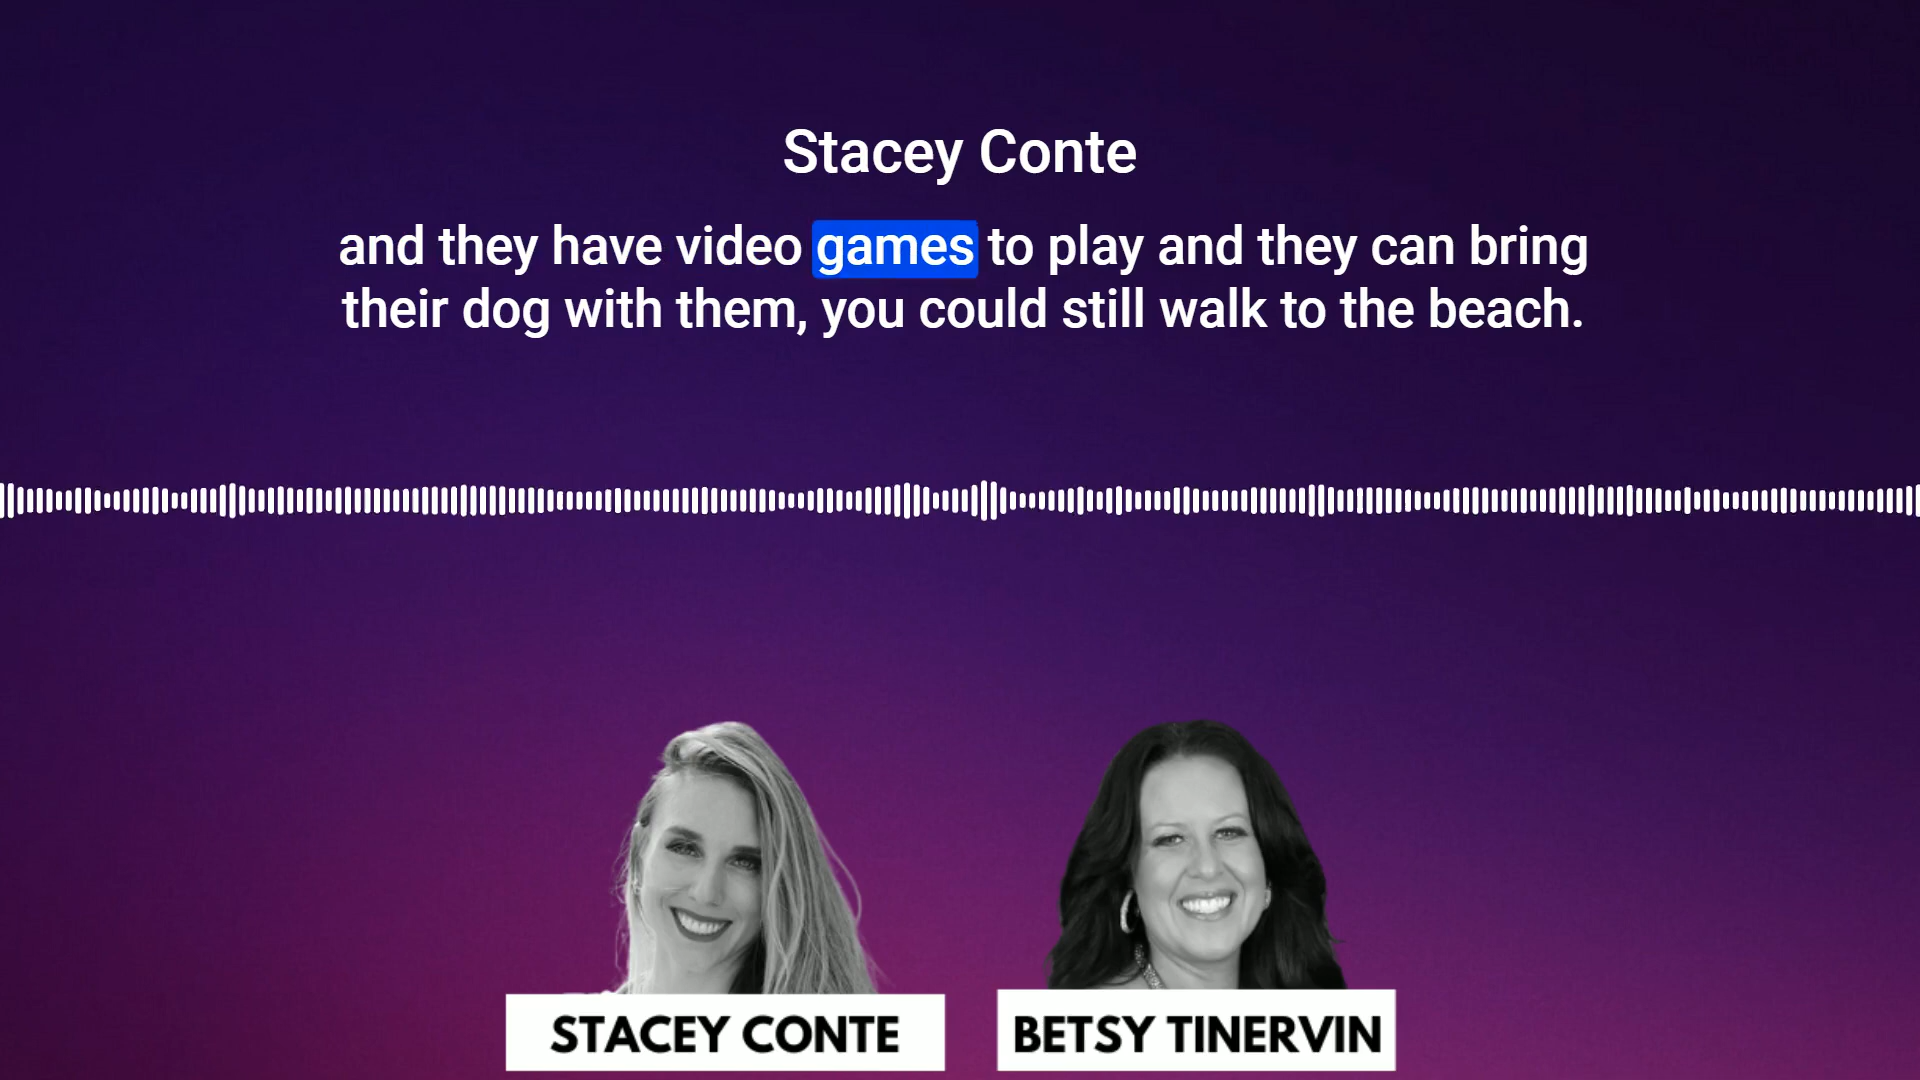 Stacey Conte
and they have video games to play and they can bring
their dog with them, you could still walk to the beach.
STACEY CONTE
BETSY TINERVIN